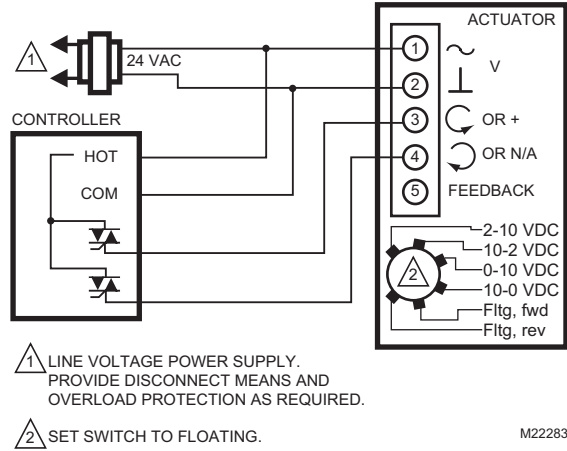 ACTUATOR
1
24 VAC
1
V
2
CONTROLLER
3
OR +
HOT
4
OR N/A
COM
5
FEEDBACK
2-10 VDC
10-2 VDC
2
0-10 VDC
10-0 VDC
Fltg, fwd
Fltg, rev
1 LINE VOLTAGE POWER SUPPLY.
PROVIDE DISCONNECT MEANS AND
OVERLOAD PROTECTION AS REQUIRED.
2 SET SWITCH TO FLOATING.
M22283